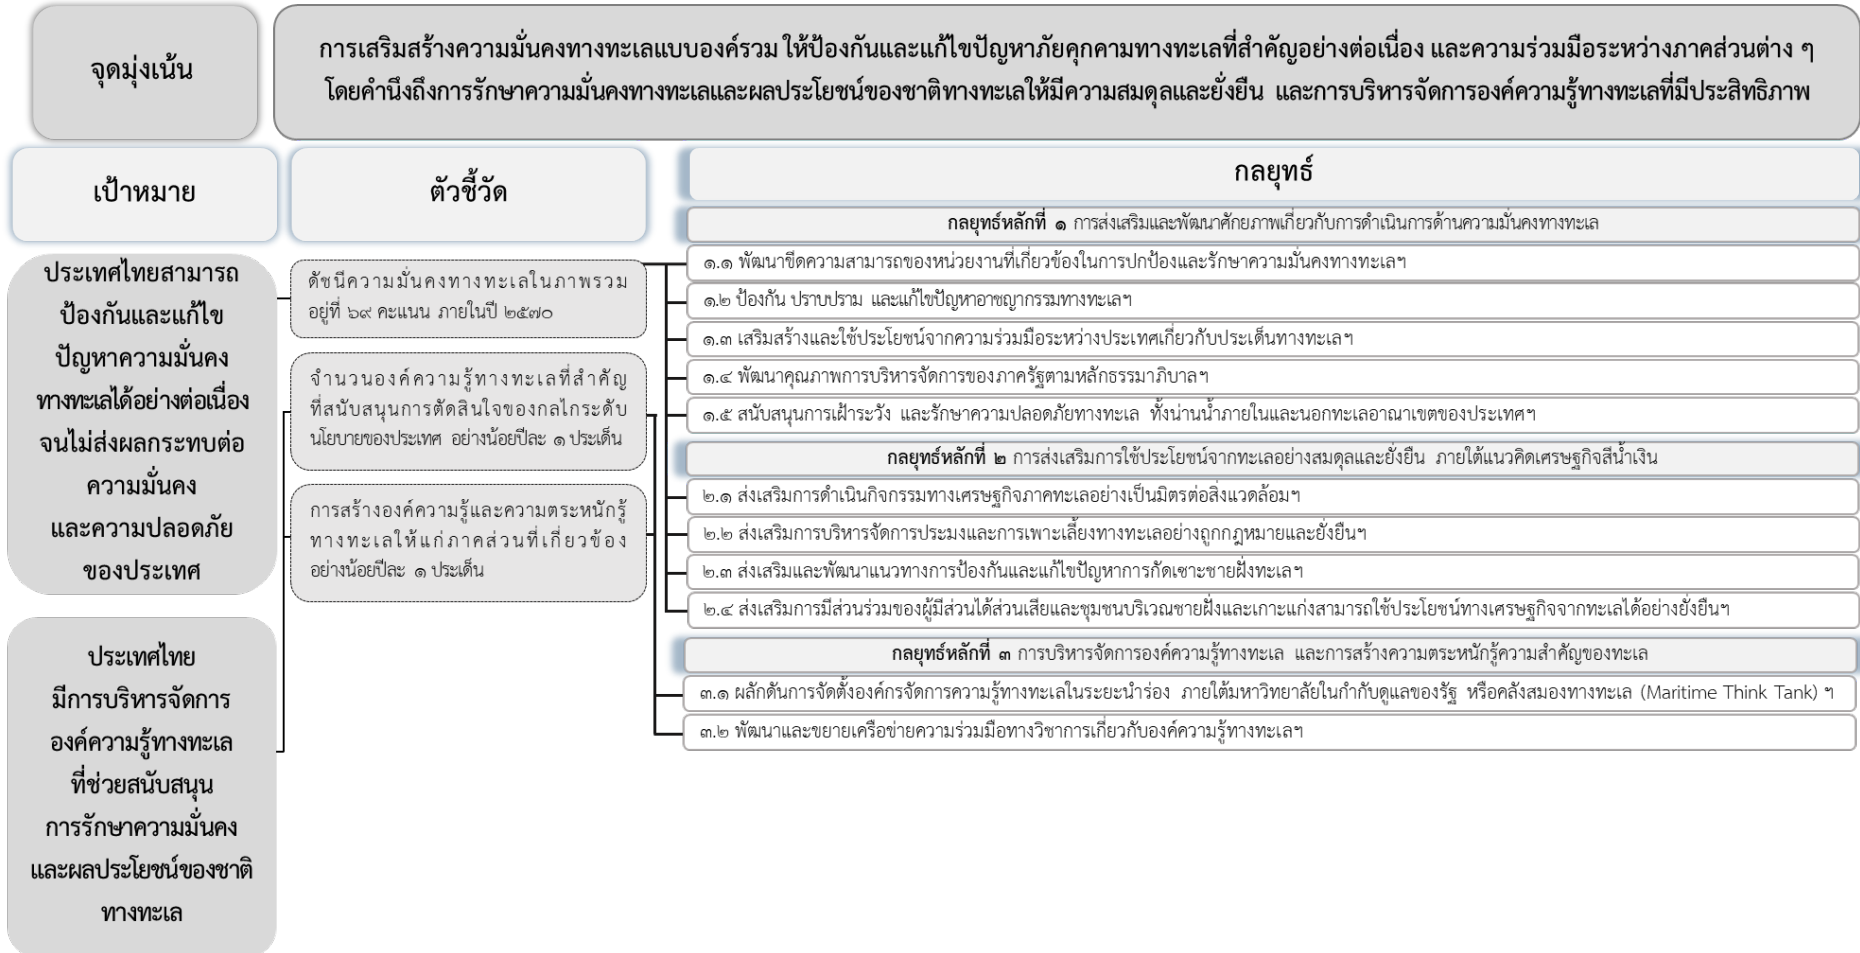 จุดมุ่งเน้น
การเสริมสร้างความมั่นคงทางทะเลแบบองค์รวม ให้ป้องกันและแก้ไขปัญหาภัยคุกคามทางทะเลที่สำคัญอย่างต่อเนื่อง และความร่วมมือระหว่างภาคส่วนต่าง ๆ
โดยคำนึงถึงการรักษาความมั่นคงทางทะเลและผลประโยชน์ของชาติทางทะเลให้มีความสมดุลและยั่งยืน และการบริหารจัดการองค์ความรู้ทางทะเลที่มีประสิทธิภาพ
เป้าหมาย
ประเทศไทยสามารถ
ป้องกันและแก้ไข
ปัญหาความมั่นคง
ทางทะเลได้อย่างต่อเนื่อง
จนไม่ส่งผลกระทบต่อ
ความมั่นคง
และความปลอดภัย
ของประเทศ
ประเทศไทย
มีการบริหารจัดการ
องค์ความรู้ทางทะเล
ที่ช่วยสนับสนุน
การรักษาความมั่นคง
และผลประโยชน์ของชาติ
ทางทะเล
ตัวชี้วัด
ดัชนีความมั่นคงทางทะเลในภาพรวม
อยู่ที่ ๖๙ คะแนน ภายในปี ๒๕๗๐
จำนวนองค์ความรู้ทางทะเลที่สำคัญ
ที่สนับสนุนการตัดสินใจของกลไกระดับ
นโยบายของประเทศ อย่างน้อยปีละ ๑ ประเด็น
การสร้างองค์ความรู้และความตระหนักรู้
ทางทะเลให้แก่ภาคส่วนที่เกี่ยวข้อง
อย่างน้อยปีละ ๑ ประเด็น
กลยุทธ์
กลยุทธ์หลักที่ ๑ การส่งเสริมและพัฒนาศักยภาพเกี่ยวกับการดำเนินการด้านความมั่นคงทางทะเล
๑.๑ พัฒนาขีดความสามารถของหน่วยงานที่เกี่ยวข้องในการปกป้องและรักษาความมั่นคงทางทะเลฯ
๑.๒ ป้องกัน ปราบปราม และแก้ไขปัญหาอาชญากรรมทางทะเลฯ
๑.๓ เสริมสร้างและใช้ประโยชน์จากความร่วมมือระหว่างประเทศเกี่ยวกับประเด็นทางทะเลฯ
๑.๔ พัฒนาคุณภาพการบริหารจัดการของภาครัฐตามหลักธรรมาภิบาลฯ
๑.๕ สนับสนุนการเฝ้าระวัง และรักษาความปลอดภัยทางทะเล ทั้งน่านน้ำภายในและนอกทะเลอาณาเขตของประเทศฯ
กลยุทธ์หลักที่ ๒ การส่งเสริมการใช้ประโยชน์จากทะเลอย่างสมดุลและยั่งยืน ภายใต้แนวคิดเศรษฐกิจสีน้ำเงิน
๒.๑ ส่งเสริมการดำเนินกิจกรรมทางเศรษฐกิจภาคทะเลอย่างเป็นมิตรต่อสิ่งแวดล้อมฯ
๒.๒ ส่งเสริมการบริหารจัดการประมงและการเพาะเลี้ยงทางทะเลอย่างถูกกฎหมายและยั่งยืนฯ
๒.๓ ส่งเสริมและพัฒนาแนวทางการป้องกันและแก้ไขปัญหาการกัดเซาะชายฝั่งทะเลฯ
๒.๔ ส่งเสริมการมีส่วนร่วมของผู้มีส่วนได้ส่วนเสียและชุมชนบริเวณชายฝั่งและเกาะแก่งสามารถใช้ประโยชน์ทางเศรษฐกิจจากทะเลได้อย่างยั่งยืนฯ
กลยุทธ์หลักที่ ๓ การบริหารจัดการองค์ความรู้ทางทะเล และการสร้างความตระหนักรู้ความสำคัญของทะเล
๓.๑ ผลักดันการจัดตั้งองค์กรจัดการความรู้ทางทะเลในระยะนำร่อง ภายใต้มหาวิทยาลัยในกำกับดูแลของรัฐ หรือคลังสมองทางทะเล (Maritime Think Tank) ฯ
๓.๒ พัฒนาและขยายเครือข่ายความร่วมมือทางวิชาการเกี่ยวกับองค์ความรู้ทางทะเลฯ